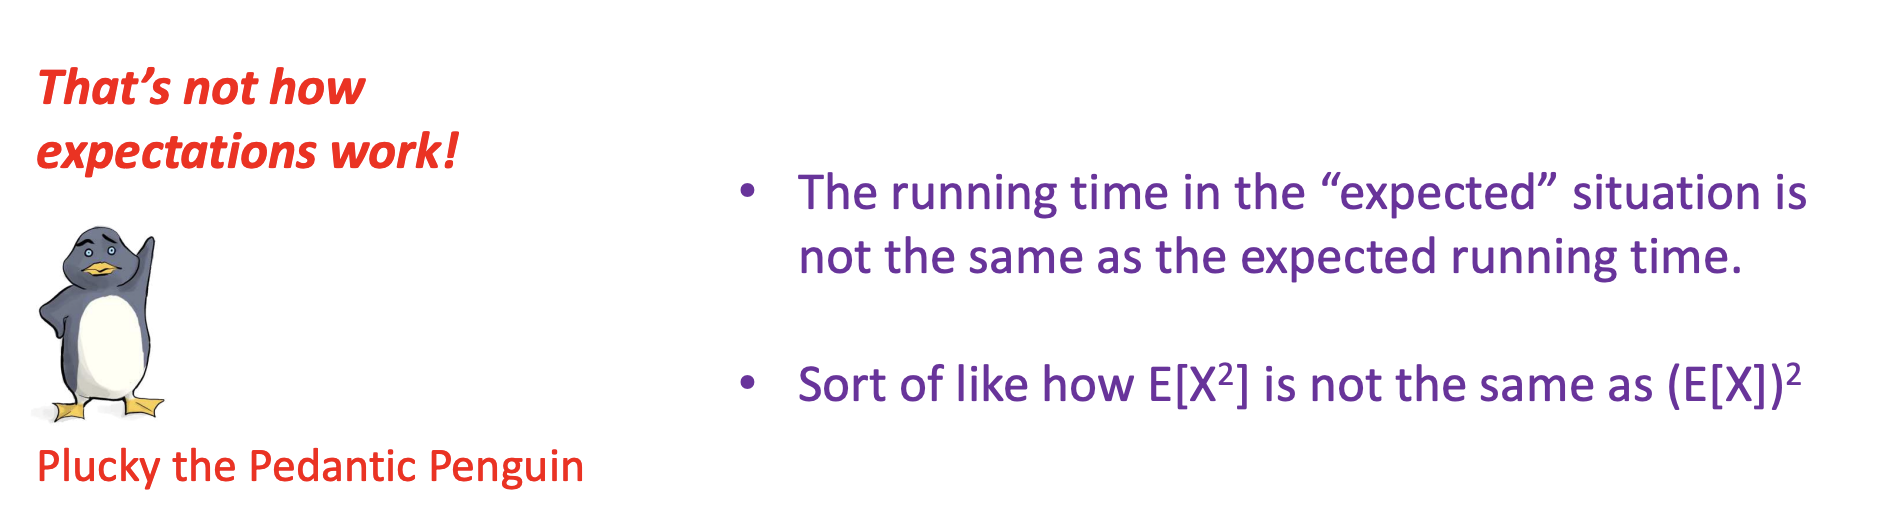 That’s not how
expectations work!
• The running time in the “expected” situation is
not the same as the expected running time.
• Sort of like how E[X²] is not the same as (E[X])²
Plucky the Pedantic Penguin